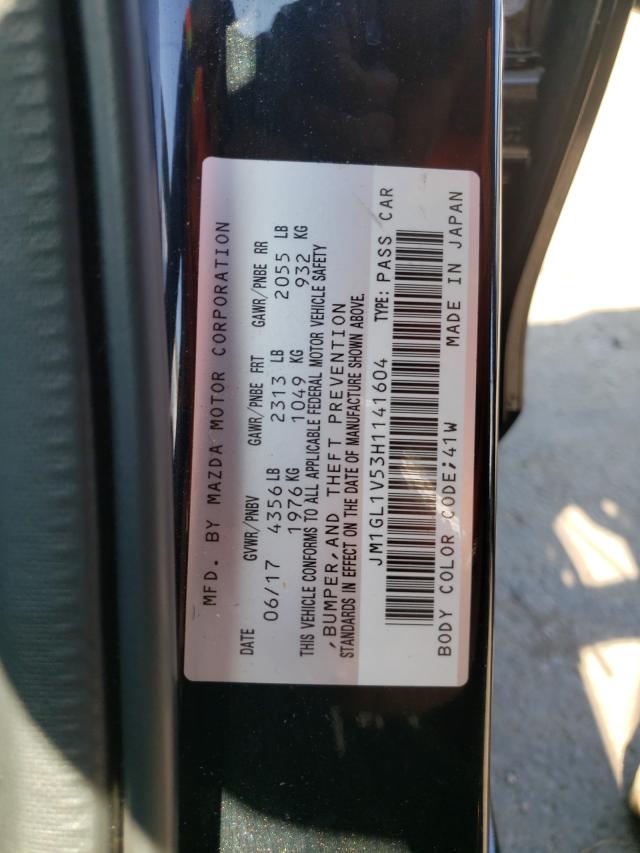 MFD. BY MAZDA MOTOR CORPORATION
DATE GVWR/PNBV GAWR/PNBE FRT GAWR/PNBE RR
06/17 4356LB 2313 LB 2055 LB
1976KG 1049 KG 932 KG
THIS VEHICLE CONFORMS TO ALL APPLICABLE FEDERAL MOTOR VEHICLE SAFETY
,BUMPER,AND THEFT PREVENTION
STANDARDS IN EFFECT ON THE DATE OF MANUFACTURE SHOWN ABOVE.
JM1GL1V53H1141604 TYPE: PASS CAR
BODY COLOR CODE:41W MADE IN JAPAN